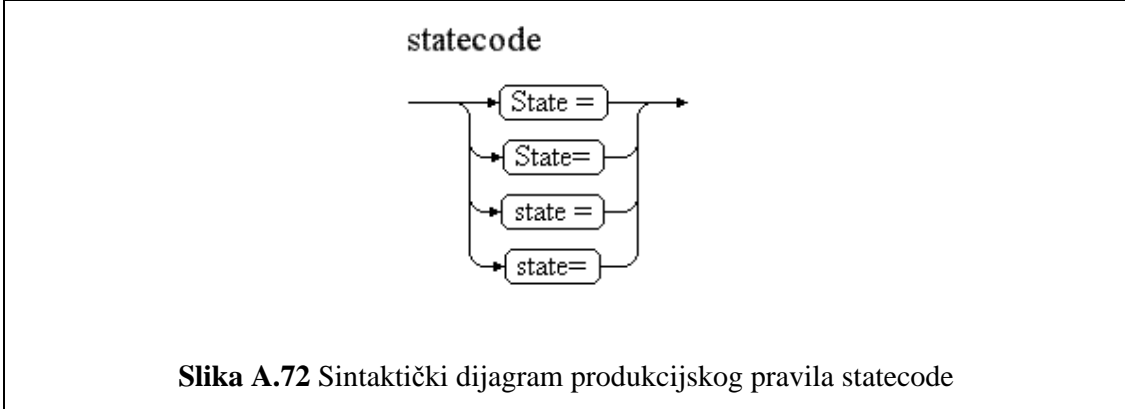 statecode
State =
State=
state =
state=
Slika A.72 Sintaktički dijagram produkcijskog pravila statecode